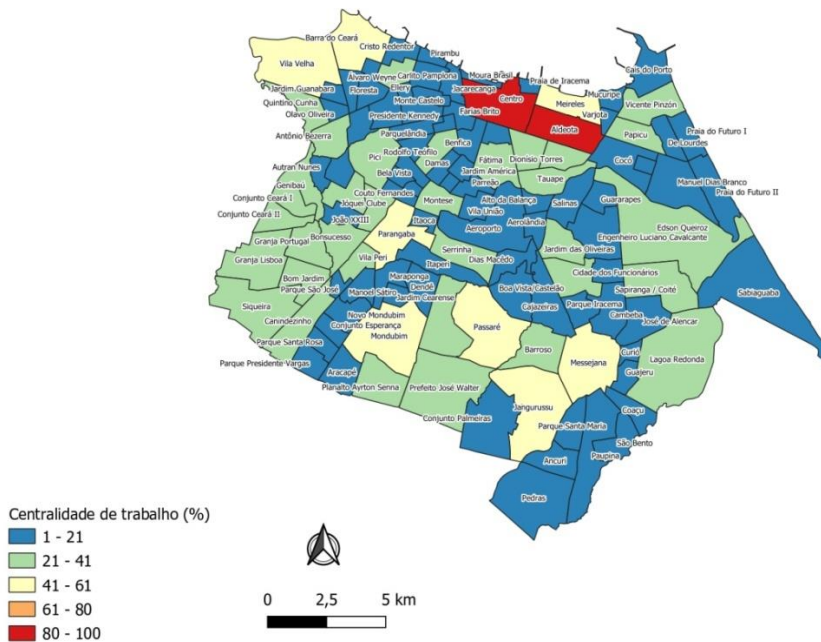 Barra do Ceará
Cristo Redentor
Pirambu
Vila Velha
Álvaro Weyne
Carlito Pamplona
Moura Brasil
Praia de Iracema
Cais do Porto
Jardim Guanabara
Floresta
Ellery
Jacarecanga
Centro
Meireles
Mucuripe
Vicente Pinzón
Quintino Cunha
Monte Castelo
Olavo Oliveira
Presidente Kennedy
Farias Brito
Varjota
Aldeota
Papicu
Praia do Futuro I
De Lourdes
Antônio Bezerra
Parquelândia
Rodolfo Teófilo
Benfica
Pici
Damas
Fátima
Dionísio Torres
Cocó
Autran Nunes
Bela Vista
Jardim América
Parreão
Tauape
Manuel Dias Branco
Praia do Futuro II
Genibaú
Couto Fernandes
Conjunto Ceará I
Jóquei Clube
Montese
Alto da Balança
Salinas
Guararapes
Conjunto Ceará II
João XXIII
Itaoca
Vila União
Aerolândia
Edson Queiroz
Granja Portugal
Bonsucesso
Parangaba
Aeroporto
Engenheiro Luciano Cavalcante
Granja Lisboa
Vila Peri
Serrinha
Dias Macêdo
Jardim das Oliveiras
Itaperi
Cidade dos Funcionários
Bom Jardim
Maraponga
Parque São José
Manoel Sátiro
Dendê
Boa Vista/Castelão
Sapiranga / Coité
Sabiaguaba
Siqueira
Jardim Cearense
Cajazeiras
Parque Iracema
Canindezinho
Novo Mondubim
Cambeba
José de Alencar
Conjunto Esperança
Mondubim
Passaré
Parque Santa Rosa
Barroso
Messejana
Curió
Lagoa Redonda
Parque Presidente Vargas
Aracapé
Guajeru
Planalto Ayrton Senna
Prefeito José Walter
Jangurussu
Coaçu
Conjunto Palmeiras
Parque Santa Maria
São Bento
Paupina
Ancuri
Pedras
Centralidade de trabalho (%)
1 - 21
21 - 41
41 - 61
61 - 80
80 - 100
0 2,5 5 km